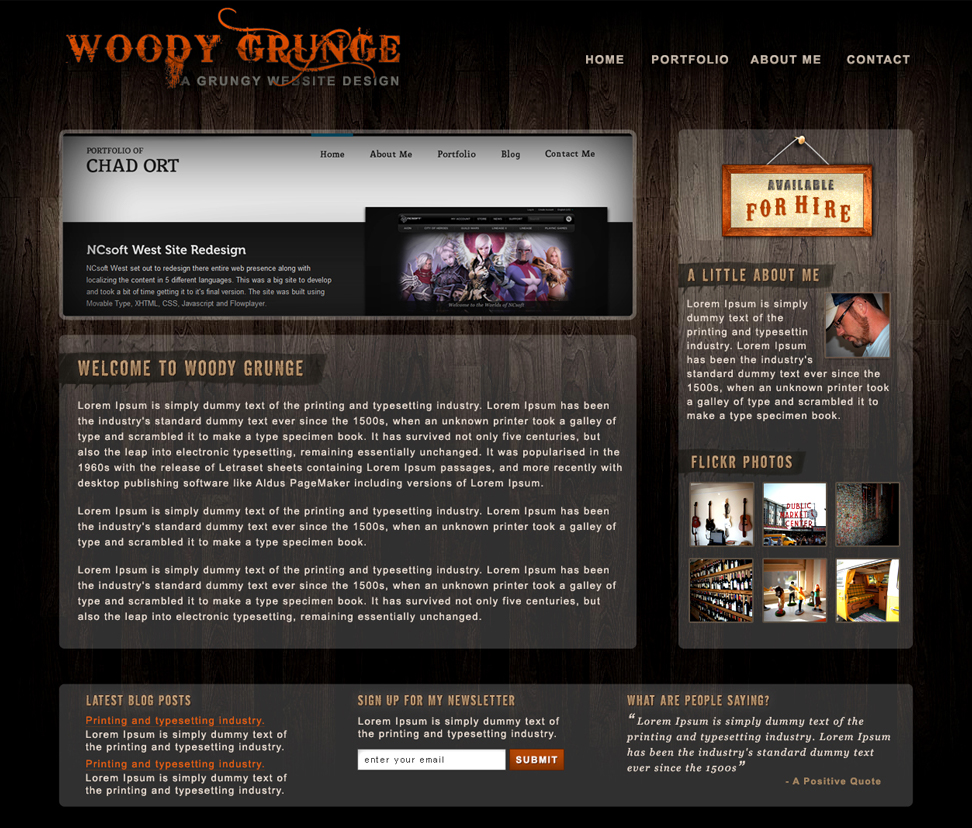 WOODY GRUNGE
A GRUNGY WEBSITE DESIGN
HOME PORTFOLIO ABOUT ME CONTACT
PORTFOLIO OF
CHAD ORT
Home About Me Portfolio Blog Contact Me
NCsoft West Site Redesign
NCsoft West set out to redesign there entire web presence along with
localizing the content in 5 different languages. This was a big site to develop
and took a bit of time getting it to it's final version. The site was built using
Movable Type, XHTML, CSS, Javascript and Flowplayer.
MY ACCOUNT STORE NEWS SUPPORT
Welcome to the Worlds of NCsoft
AVAILABLE
FOR HIRE
A LITTLE ABOUT ME
Lorem Ipsum is simply
dummy text of the
printing and typesettin
industry. Lorem Ipsum
has been the industry's
standard dummy text ever since the
1500s, when an unknown printer took
a galley of type and scrambled it to
make a type specimen book.
WELCOME TO WOODY GRUNGE
Lorem Ipsum is simply dummy text of the printing and typesetting industry. Lorem Ipsum has been
the industry's standard dummy text ever since the 1500s, when an unknown printer took a galley of
type and scrambled it to make a type specimen book. It has survived not only five centuries, but
also the leap into electronic typesetting, remaining essentially unchanged. It was popularised in the
1960s with the release of Letraset sheets containing Lorem Ipsum passages, and more recently with
desktop publishing software like Aldus PageMaker including versions of Lorem Ipsum.
Lorem Ipsum is simply dummy text of the printing and typesetting industry. Lorem Ipsum has been
the industry's standard dummy text ever since the 1500s, when an unknown printer took a galley of
type and scrambled it to make a type specimen book.
Lorem Ipsum is simply dummy text of the printing and typesetting industry. Lorem Ipsum has been
the industry's standard dummy text ever since the 1500s, when an unknown printer took a galley of
type and scrambled it to make a type specimen book. It has survived not only five centuries, but
also the leap into electronic typesetting, remaining essentially unchanged.
FLICKR PHOTOS
PUBLIC
MARKET
CENTER
LATEST BLOG POSTS
Printing and typesetting industry.
Lorem Ipsum is simply dummy text of
the printing and typesetting industry.
Printing and typesetting industry.
Lorem Ipsum is simply dummy text of
the printing and typesetting industry.
SIGN UP FOR MY NEWSLETTER
Lorem Ipsum is simply dummy text of
the printing and typesetting industry.
enter your email SUBMIT
WHAT ARE PEOPLE SAYING?
“Lorem Ipsum is simply dummy text of the
printing and typesetting industry. Lorem Ipsum
has been the industry's standard dummy text
ever since the 1500s”
- A Positive Quote